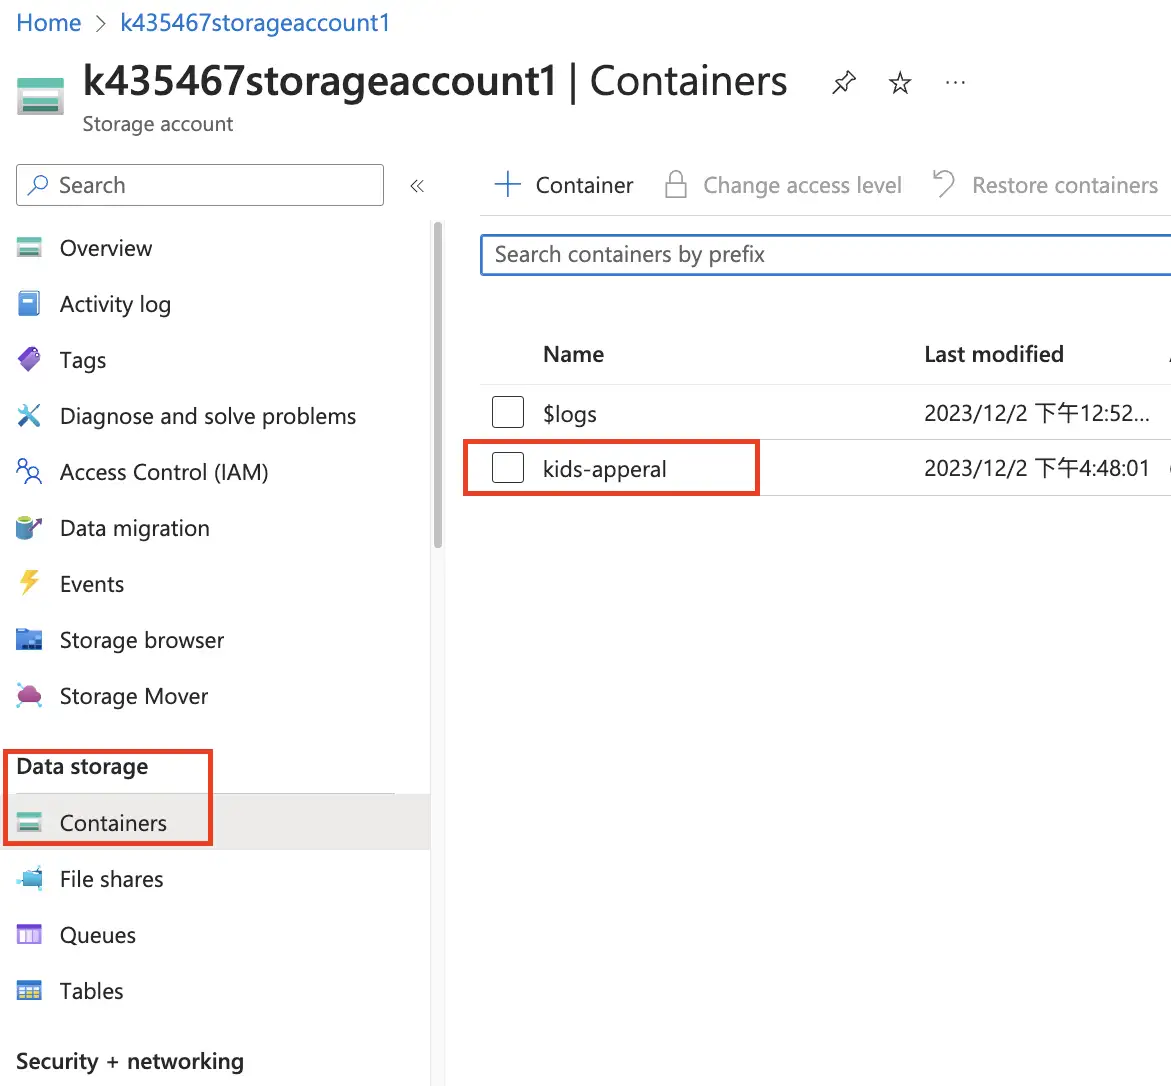 Home > k435467storageaccount1
k435467storageaccount1 | Containers
Storage account
Search
«
Overview
Activity log
Tags
Diagnose and solve problems
Access Control (IAM)
Data migration
Events
Storage browser
Storage Mover
Data storage
Containers
File shares
Queues
Tables
Security + networking
Container Change access level Restore containers
Search containers by prefix
Name Last modified
$logs 2023/12/2 下午12:52...
kids-apperal 2023/12/2 下午4:48:01